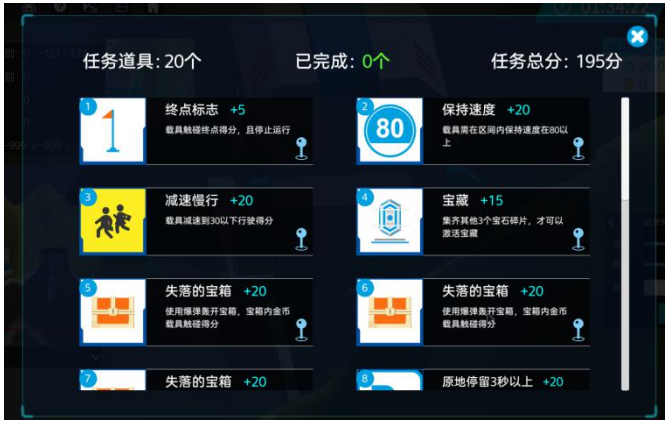 01:34:22
任务道具: 20个 已完成: 0个 任务总分: 195分
1
终点标志 +5
载具触碰终点得分，且停止运行
2
80
保持速度 +20
载具需在区间内保持速度在80以
上
3
减速慢行 +20
载具减速到30以下行驶得分
4
宝藏 +15
集齐其他3个宝石碎片，才可以
激活宝藏
5
失落的宝箱 +20
使用爆弹轰开宝箱，宝箱内金币
载具触碰得分
6
失落的宝箱 +20
使用爆弹轰开宝箱，宝箱内金币
载具触碰得分
7
失落的宝箱 +20
8
原地停留3秒以上 +20